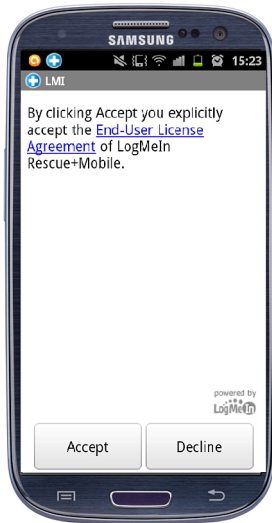 SAMSUNG
15:23
LMI
By clicking Accept you explicitly
accept the End-User License
Agreement of LogMeIn
Rescue+Mobile.
powered by
LogMeIn
Accept
Decline